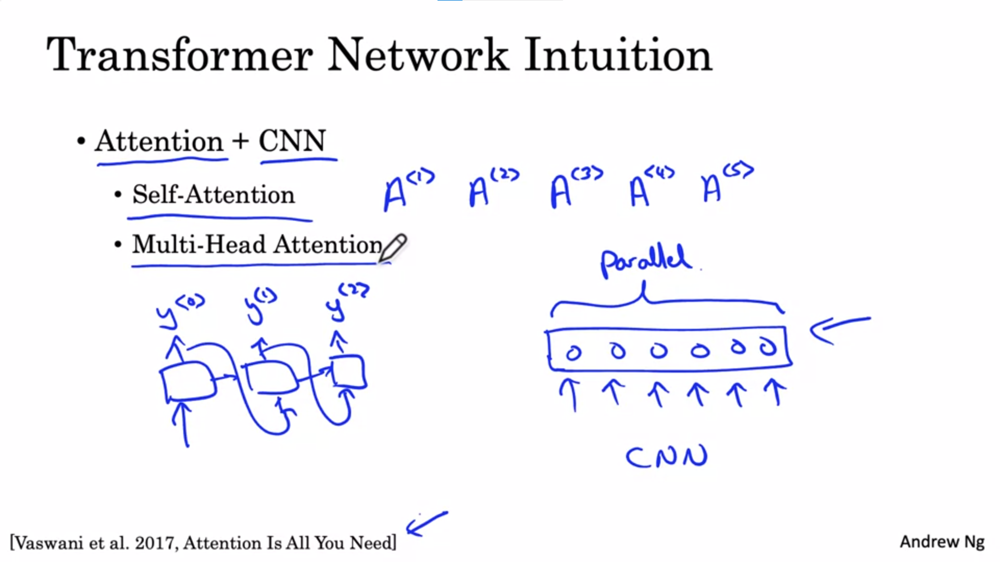 Transformer Network Intuition
• Attention + CNN
• Self-Attention
• Multi-Head Attention
A<1> A<2> A<3> A<4> A<5>
Parallel
y<0> y<1> y<2>
CNN
[Vaswani et al. 2017, Attention Is All You Need]
Andrew Ng